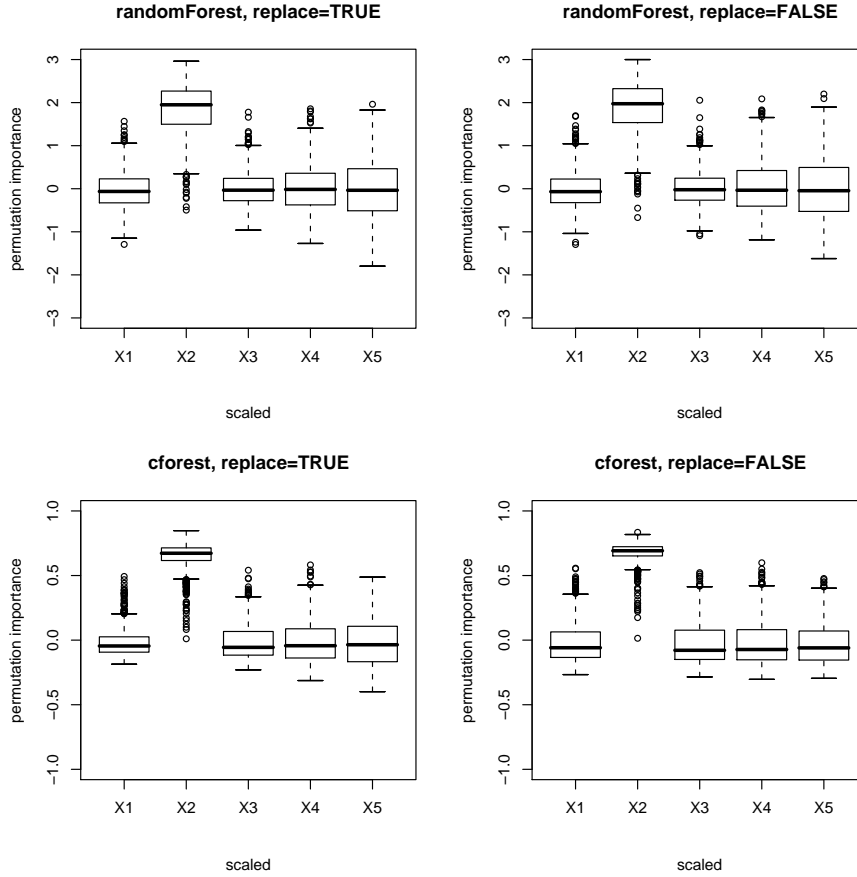 randomForest, replace=TRUE
permutation importance
3
2
1
0
−1
−2
−3
X1 X2 X3 X4 X5
scaled
randomForest, replace=FALSE
permutation importance
3
2
1
0
−1
−2
−3
X1 X2 X3 X4 X5
scaled
cforest, replace=TRUE
permutation importance
1.0
0.5
0.0
−0.5
−1.0
X1 X2 X3 X4 X5
scaled
cforest, replace=FALSE
permutation importance
1.0
0.5
0.0
−0.5
−1.0
X1 X2 X3 X4 X5
scaled